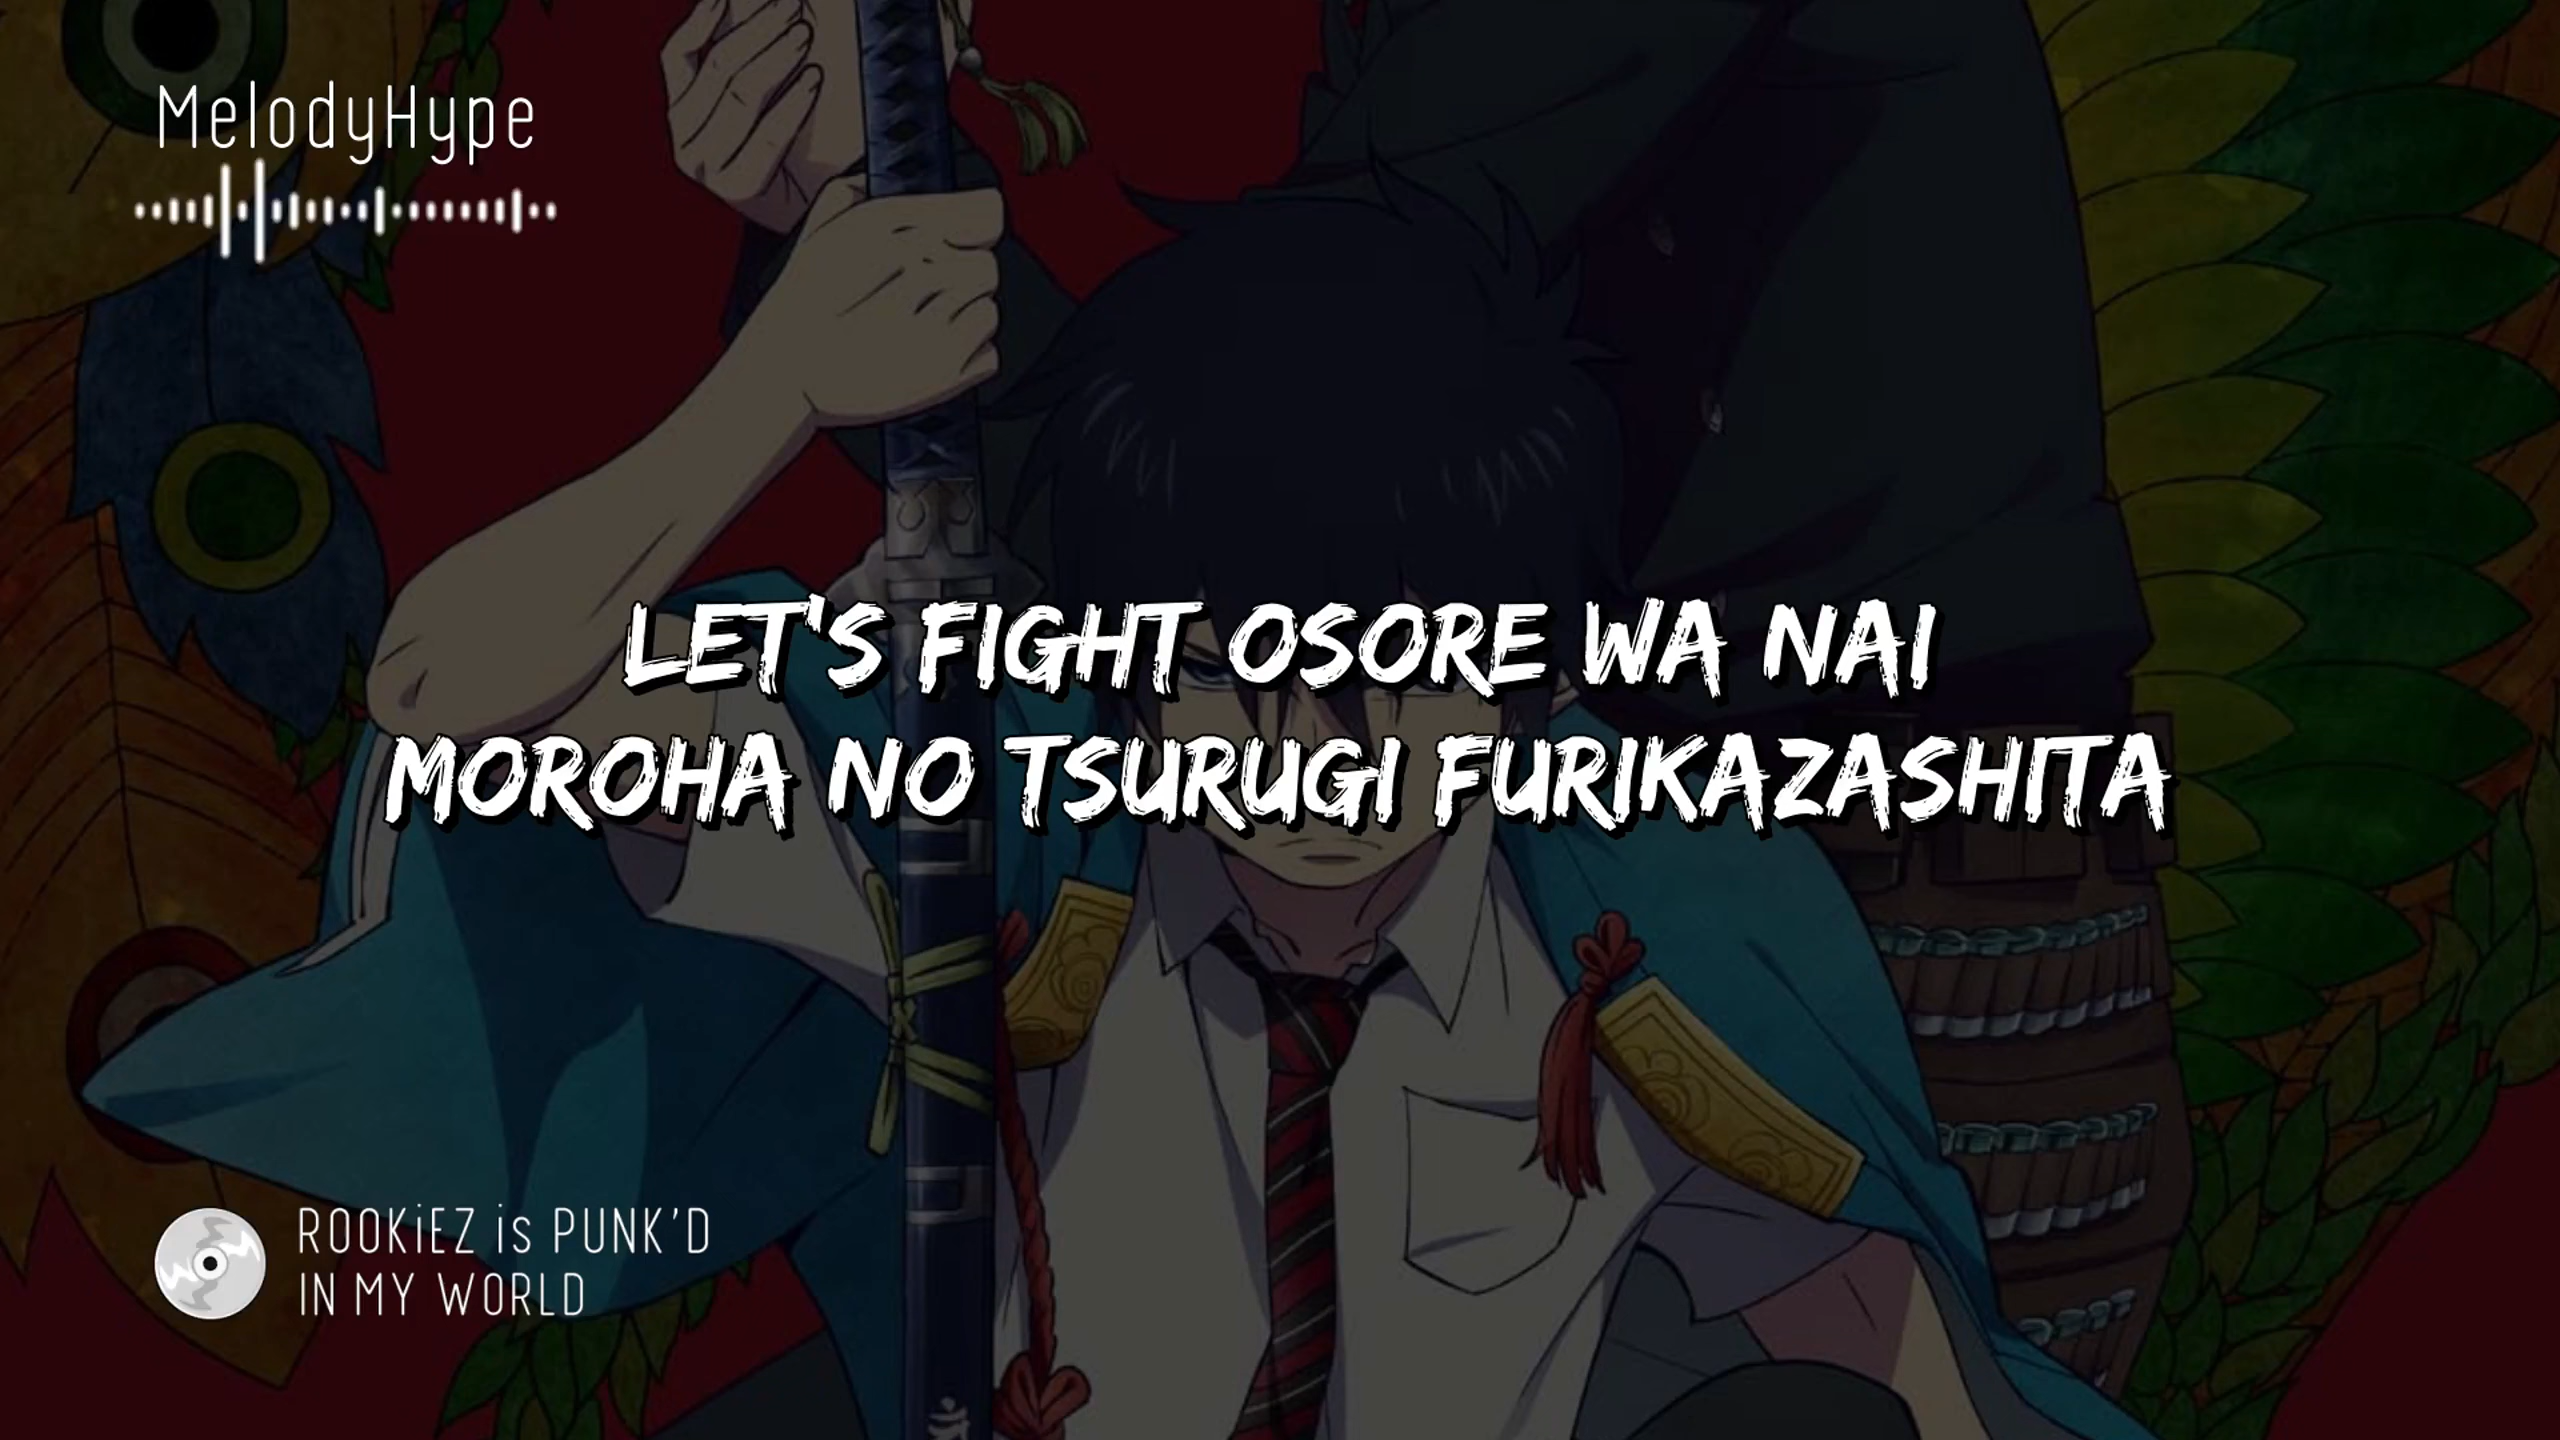 MelodyHype
LET'S FIGHT OSORE WA NAI
MOROHA NO TSURUGI FURIKAZASHITA
ROOKiEZ is PUNK'D
IN MY WORLD